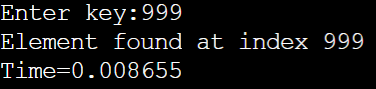 Enter key:999
Element found at index 999
Time=0.008655